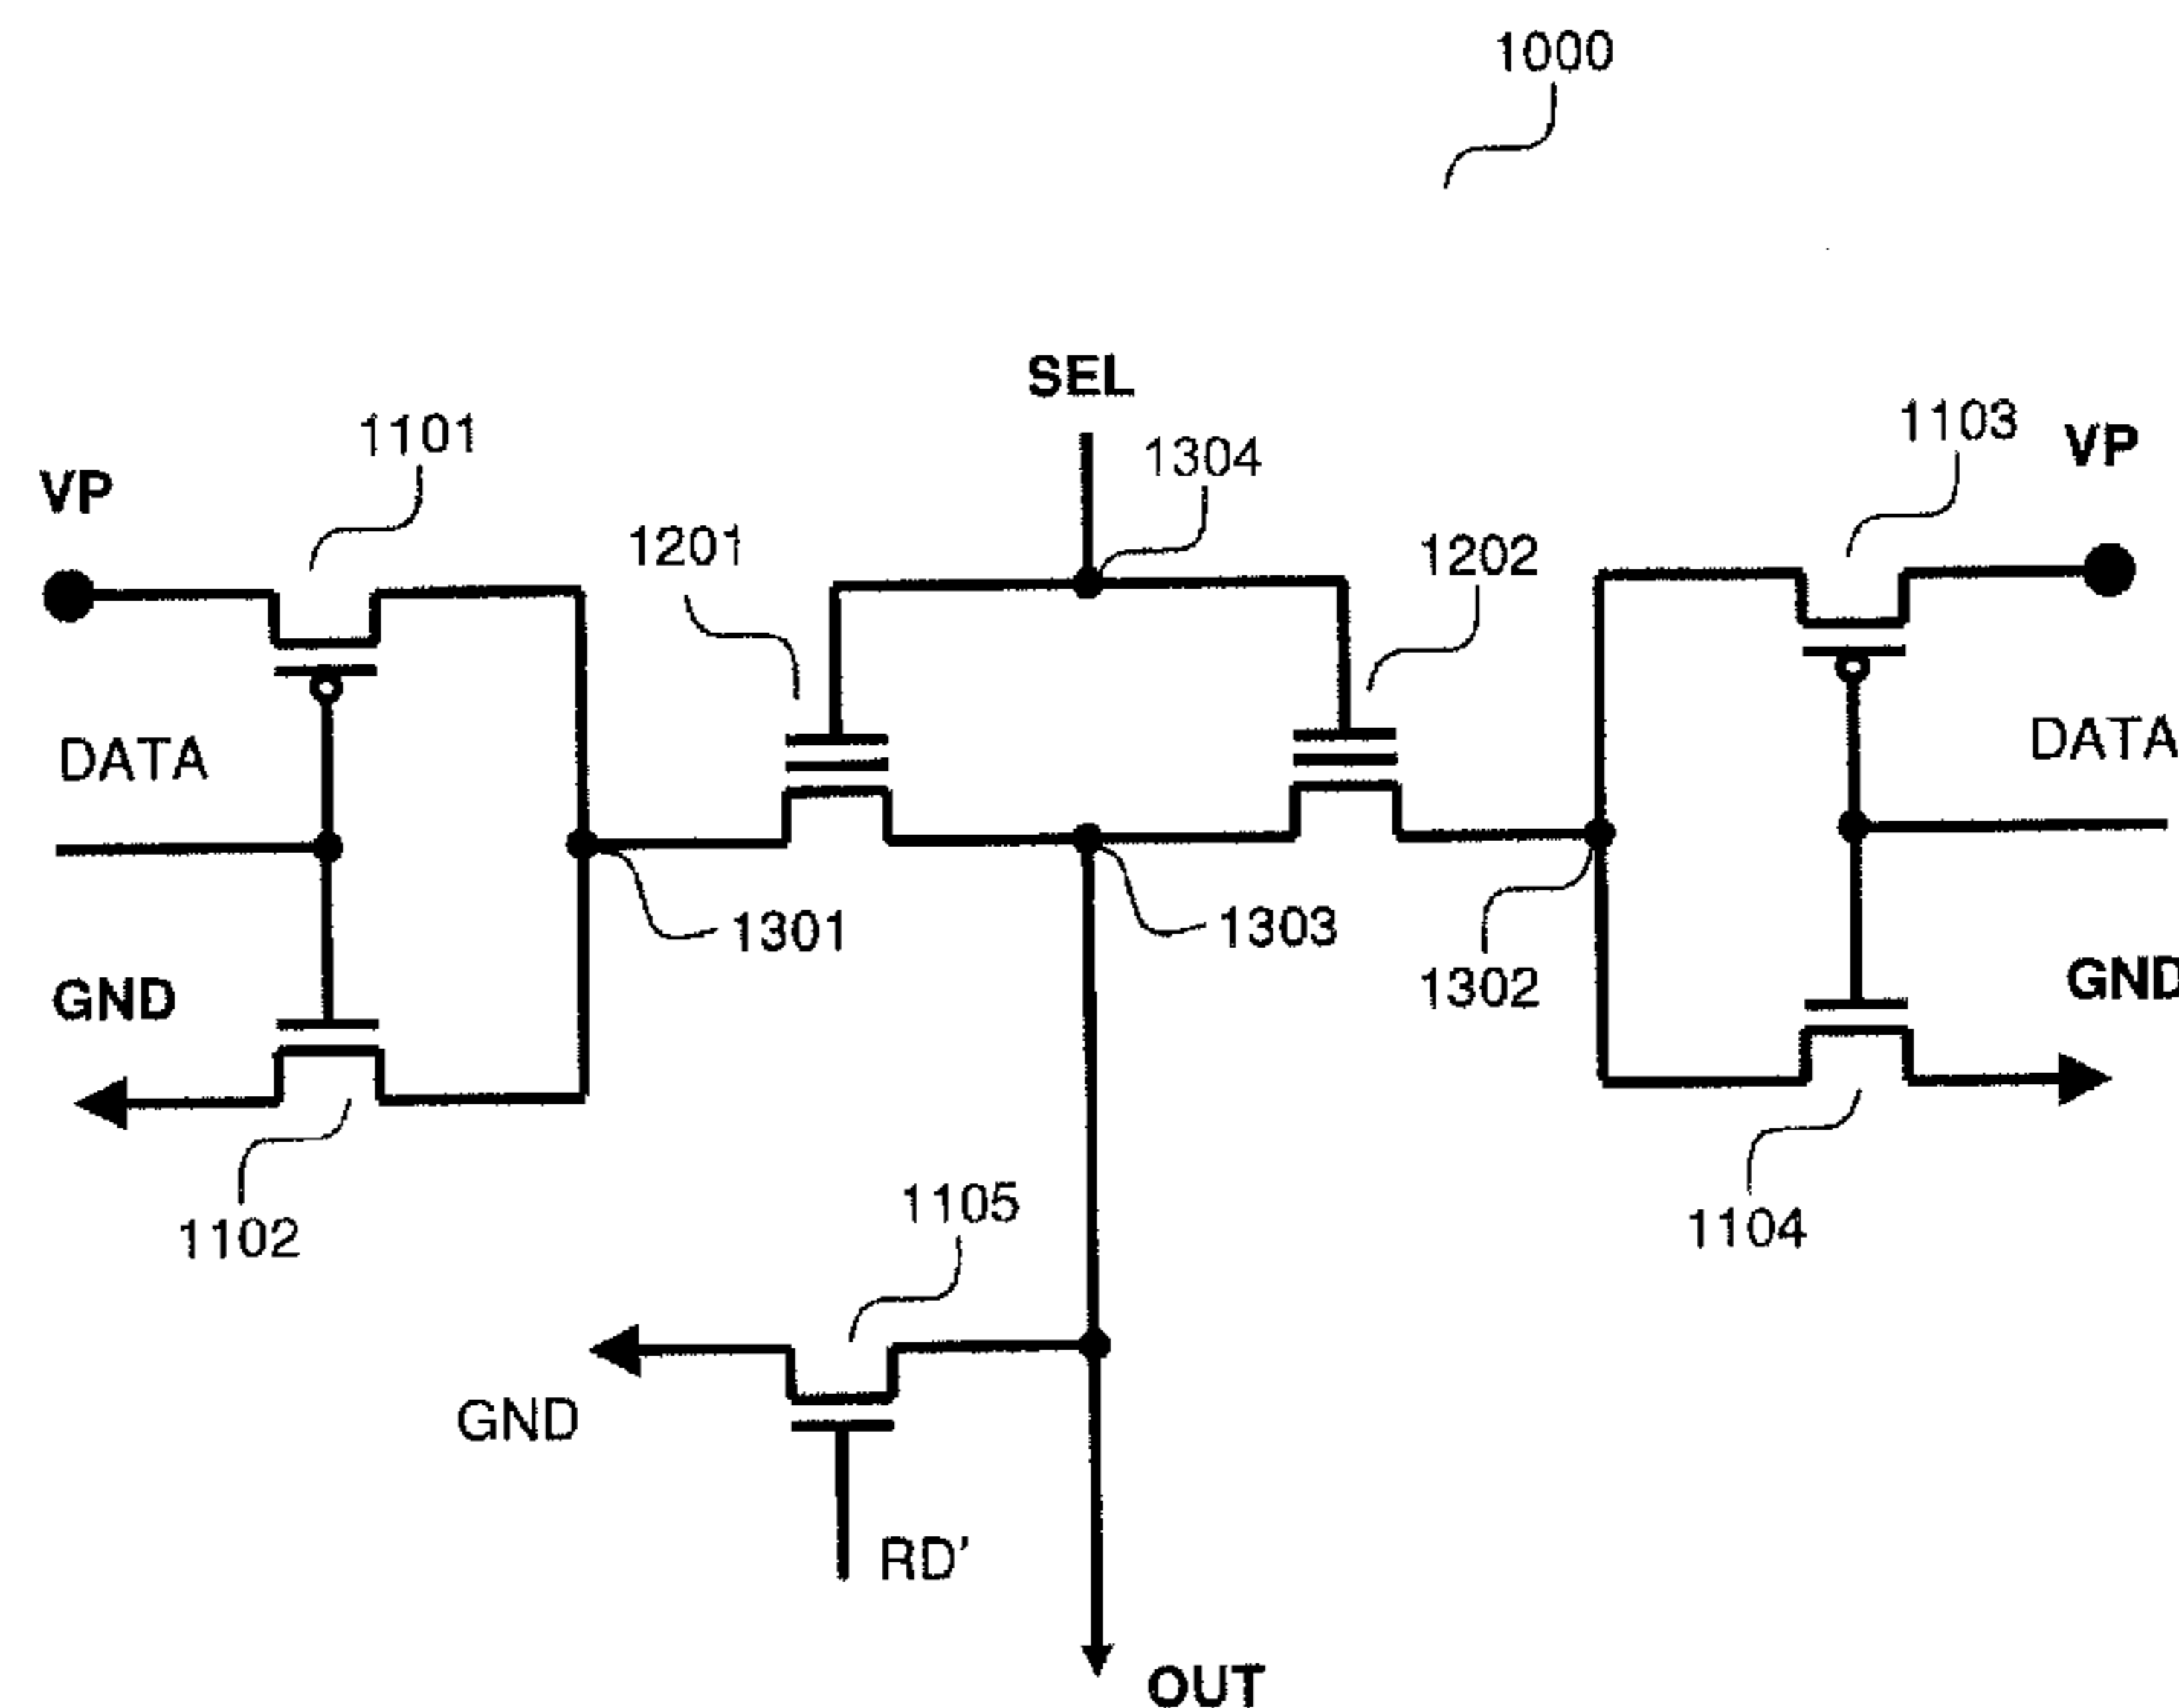 1000
SEL
1101
1103
VP
1304
VP
1201
1202
DATA
DATA
1301
1303
1302
GND
GND
1105
1102
1104
GND
RD'
OUT